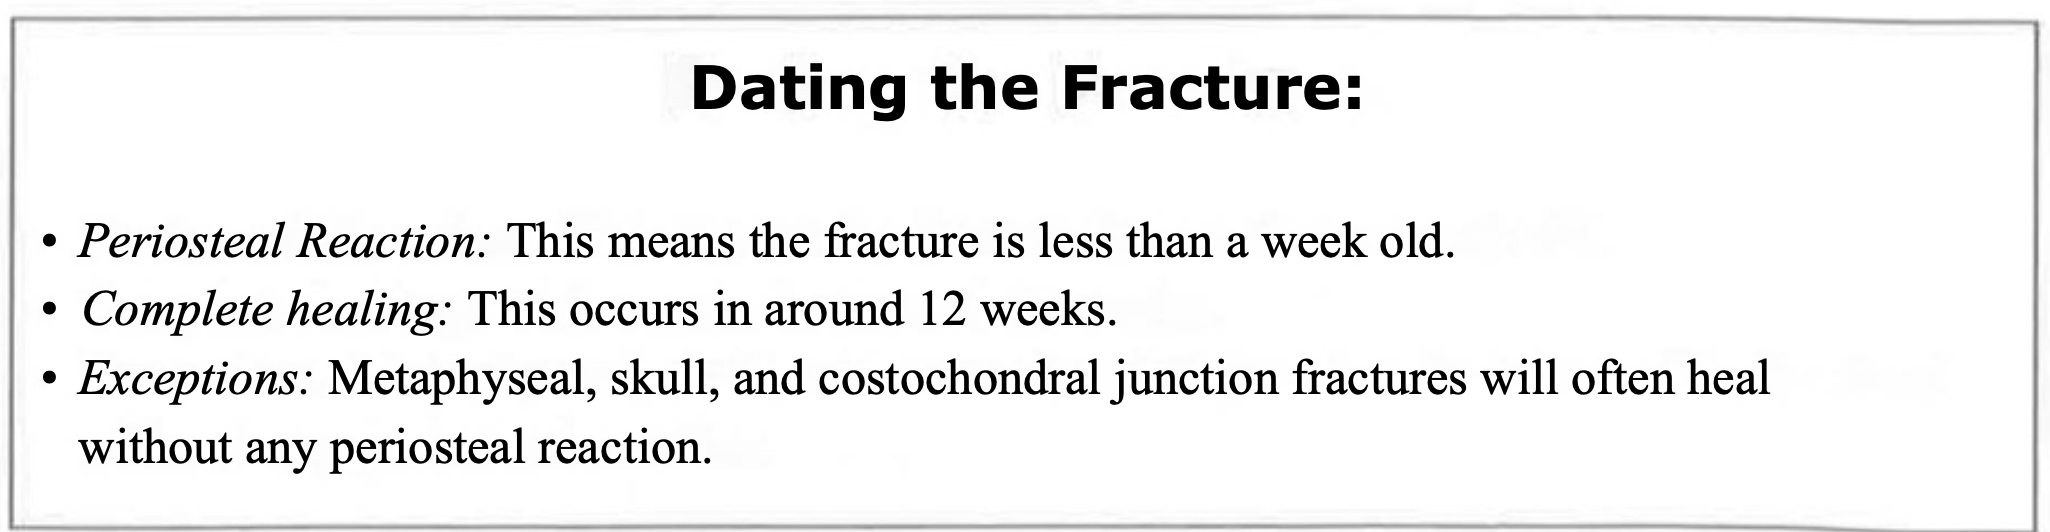 Dating the Fracture:
• Periosteal Reaction: This means the fracture is less than a week old.
• Complete healing: This occurs in around 12 weeks.
• Exceptions: Metaphyseal, skull, and costochondral junction fractures will often heal
without any periosteal reaction.